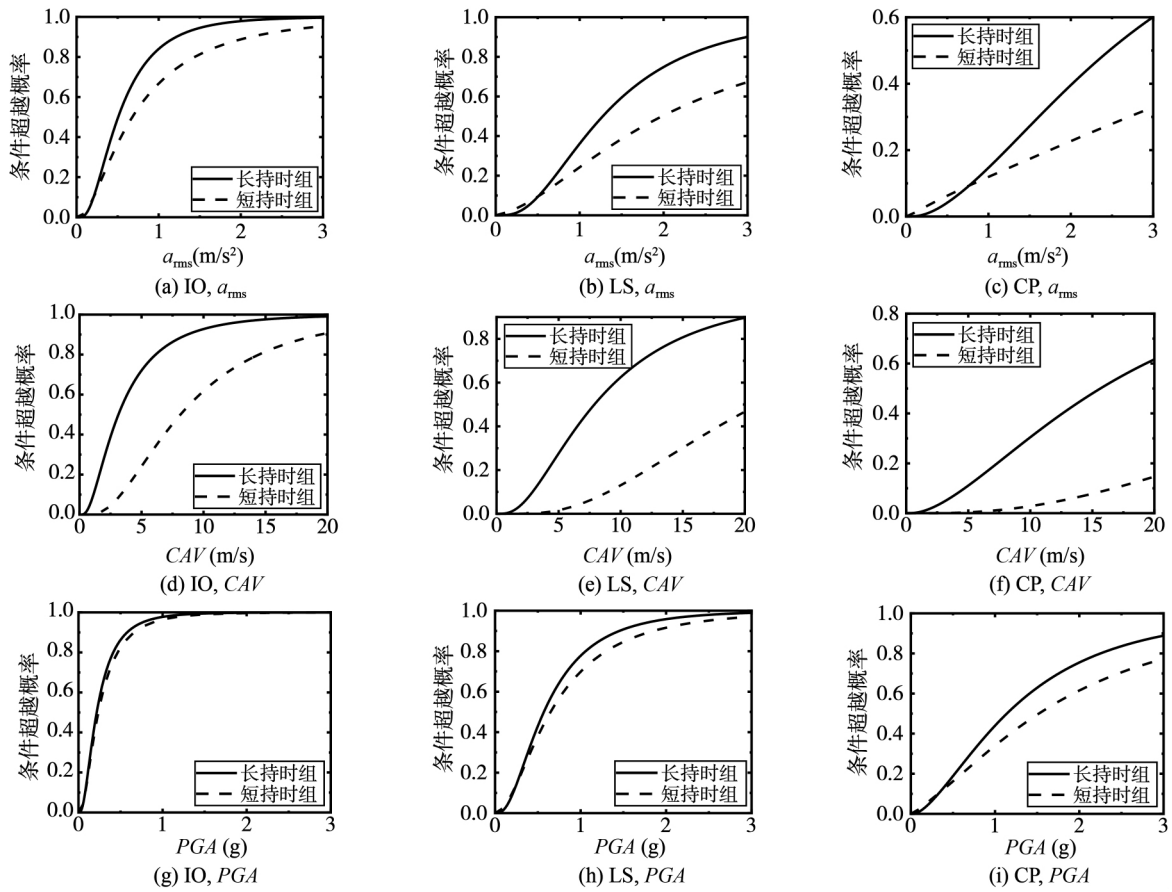 条件超越概率
1.0
0.8
0.6
0.4
0.2
0.0
长持时组
短持时组
0 1 2 3
a_rms(m/s²)
(a) IO, a_rms
条件超越概率
1.0
0.8
0.6
0.4
0.2
0.0
长持时组
短持时组
0 1 2 3
a_rms(m/s²)
(b) LS, a_rms
条件超越概率
0.6
0.4
0.2
0.0
长持时组
短持时组
0 1 2 3
a_rms(m/s²)
(c) CP, a_rms
条件超越概率
1.0
0.8
0.6
0.4
0.2
0.0
长持时组
短持时组
0 5 10 15 20
CAV (m/s)
(d) IO, CAV
条件超越概率
0.8
0.6
0.4
0.2
0.0
长持时组
短持时组
0 5 10 15 20
CAV (m/s)
(e) LS, CAV
条件超越概率
0.8
0.6
0.4
0.2
0.0
长持时组
短持时组
0 5 10 15 20
CAV (m/s)
(f) CP, CAV
条件超越概率
1.0
0.8
0.6
0.4
0.2
0.0
长持时组
短持时组
0 1 2 3
PGA (g)
(g) IO, PGA
条件超越概率
1.0
0.8
0.6
0.4
0.2
0.0
长持时组
短持时组
0 1 2 3
PGA (g)
(h) LS, PGA
条件超越概率
1.0
0.8
0.6
0.4
0.2
0.0
长持时组
短持时组
0 1 2 3
PGA (g)
(i) CP, PGA